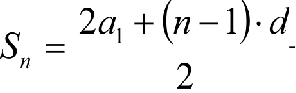 Sₙ = (2a₁ + (n − 1) · d) / 2